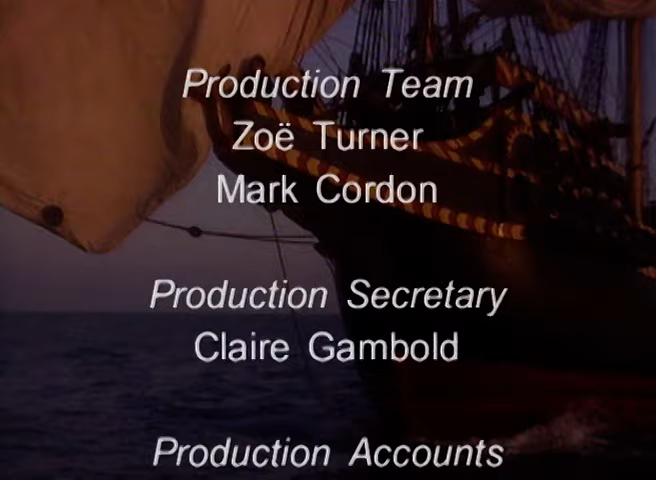 Production Team
Zoë Turner
Mark Cordon
Production Secretary
Claire Gambold
Production Accounts